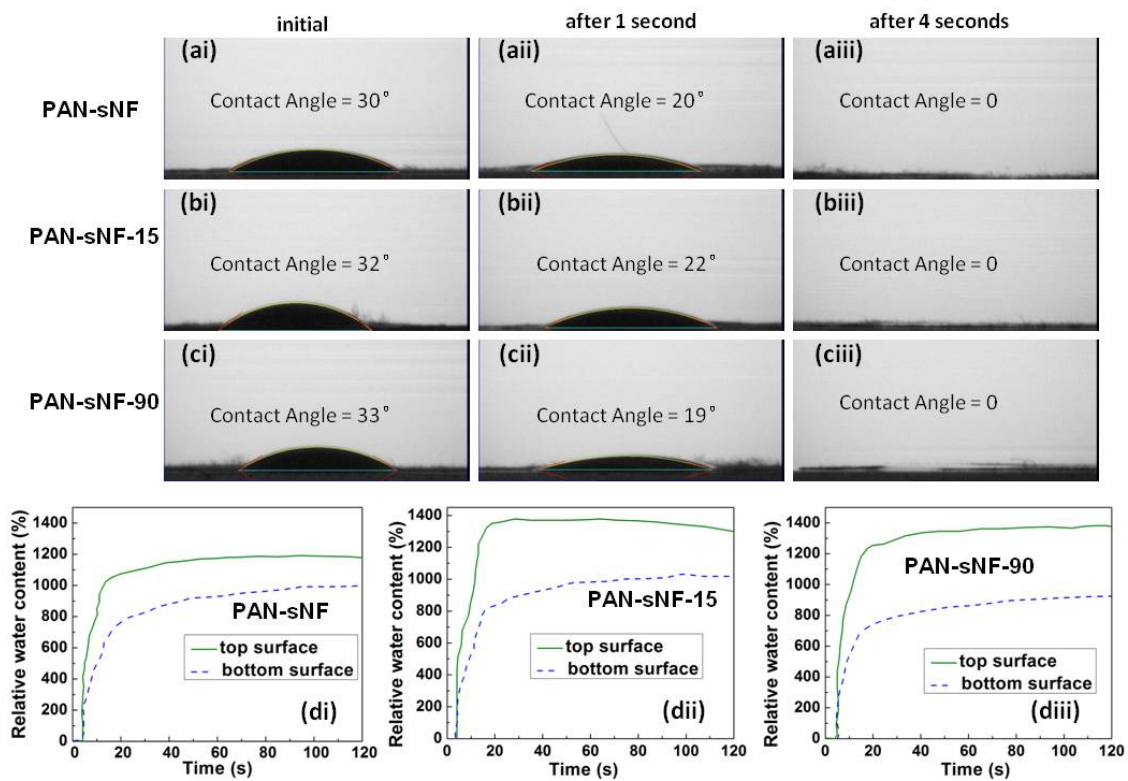 initial
after 1 second
after 4 seconds
PAN-sNF
(ai)
Contact Angle = 30°
(aii)
Contact Angle = 20°
(aiii)
Contact Angle = 0
PAN-sNF-15
(bi)
Contact Angle = 32°
(bii)
Contact Angle = 22°
(biii)
Contact Angle = 0
PAN-sNF-90
(ci)
Contact Angle = 33°
(cii)
Contact Angle = 19°
(ciii)
Contact Angle = 0
Relative water content (%)
1400
1200
1000
800
600
400
200
0
PAN-sNF
top surface
bottom surface
(di)
0 20 40 60 80 100 120
Time (s)
Relative water content (%)
1400
1200
1000
800
600
400
200
0
PAN-sNF-15
top surface
bottom surface
(dii)
0 20 40 60 80 100 120
Time (s)
Relative water content (%)
1400
1200
1000
800
600
400
200
0
PAN-sNF-90
top surface
bottom surface
(diii)
0 20 40 60 80 100 120
Time (s)